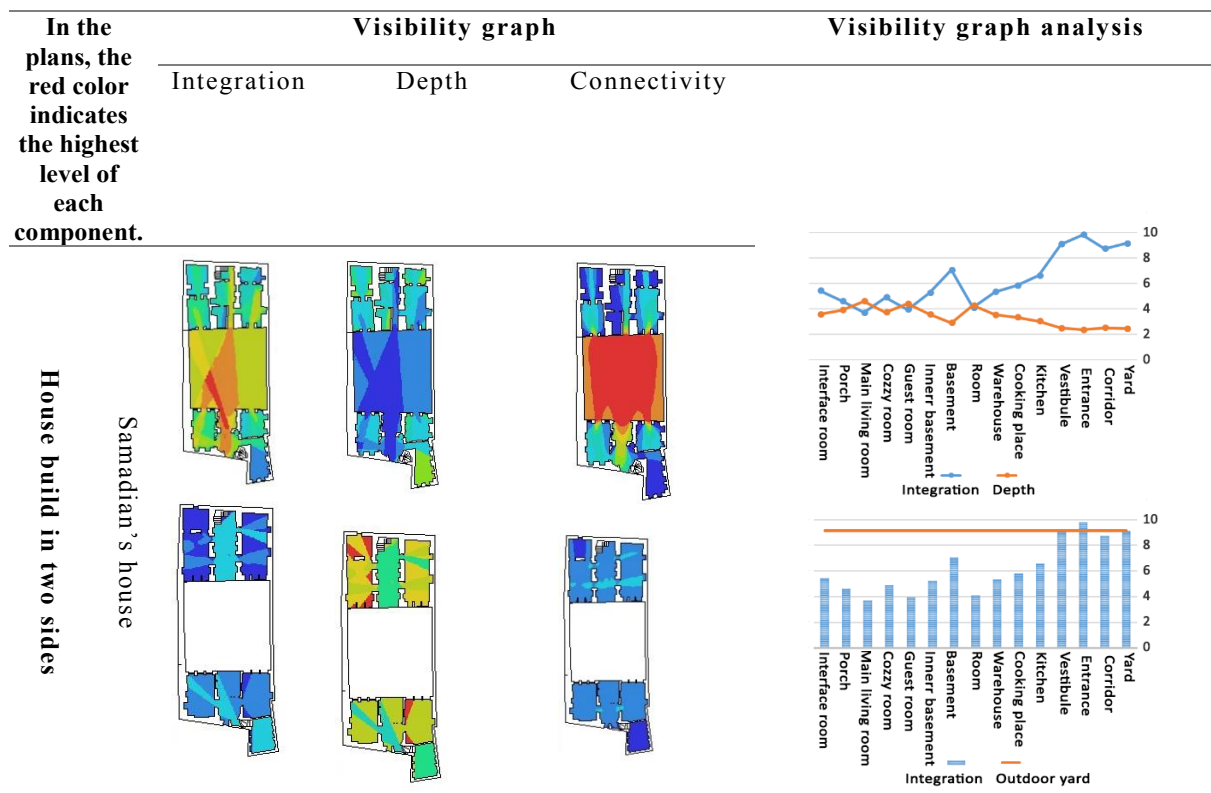 In the
plans, the
red color
indicates
the highest
level of
each
component.
Visibility graph
Visibility graph analysis
Integration
Depth
Connectivity
House build in two sides
Samadian's house
10
8
6
4
2
0
Interface room
Porch
Main living room
Cozzy room
Guest room
Innerr basement
Basement
Room
Warehouse
Cooking place
Kitchen
Vestibule
Entrance
Corridor
Yard
Integration Depth
10
8
6
4
2
0
Interface room
Porch
Main living room
Cozzy room
Guest room
Innerr basement
Basement
Room
Warehouse
Cooking place
Kitchen
Vestibule
Entrance
Corridor
Yard
Integration Outdoor yard